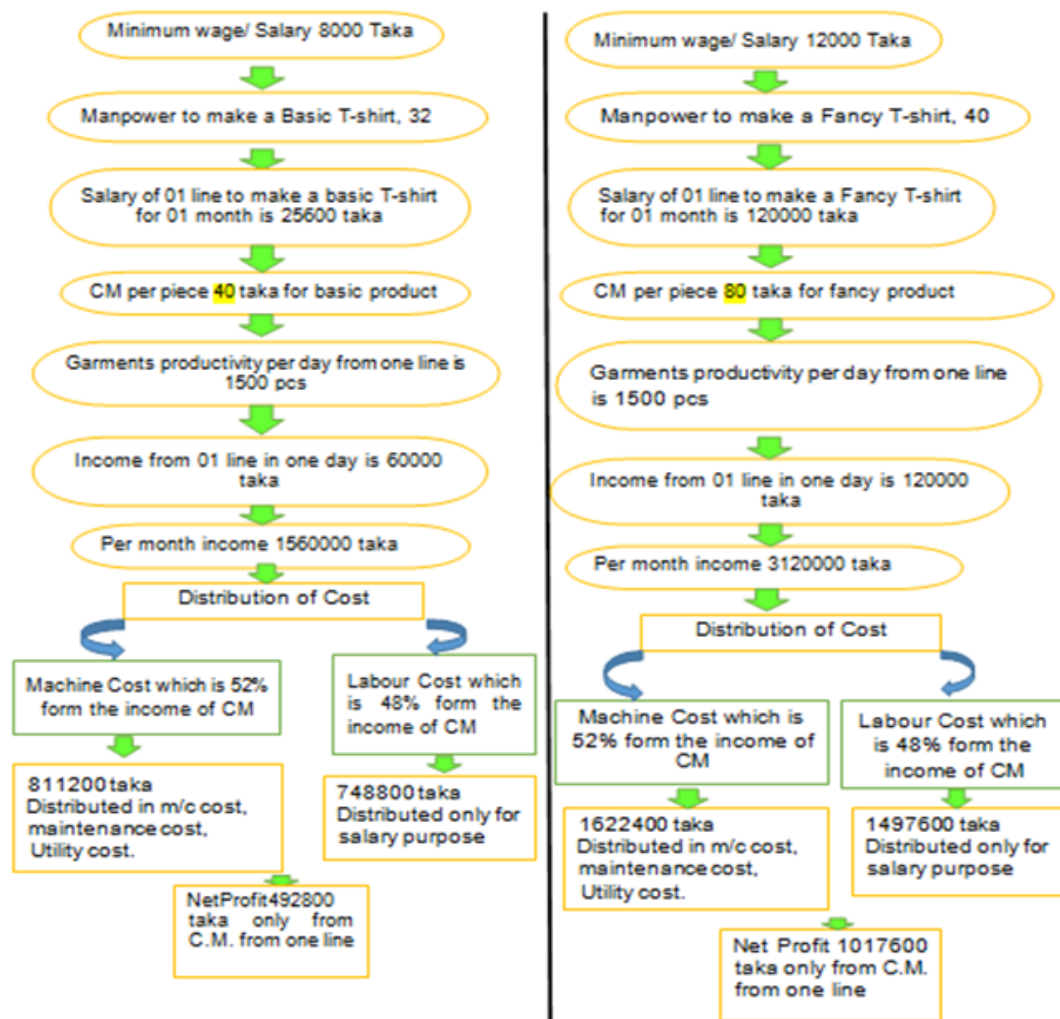 Minimum wage/ Salary 8000 Taka
Manpower to make a Basic T-shirt, 32
Salary of 01 line to make a basic T-shirt
for 01 month is 25600 taka
CM per piece 40 taka for basic product
Garments productivity per day from one line is
1500 pcs
Income from 01 line in one day is 60000
taka
Per month income 1560000 taka
Distribution of Cost
Machine Cost which is 52%
form the income of CM
Labour Cost which
is 48% form the
income of CM
811200 taka
Distributed in m/c cost,
maintenance cost,
Utility cost.
748800 taka
Distributed only for
salary purpose
NetProfit492800
taka only from
C.M. from one line
Minimum wage/ Salary 12000 Taka
Manpower to make a Fancy T-shirt, 40
Salary of 01 line to make a Fancy T-shirt
for 01 month is 120000 taka
CM per piece 80 taka for fancy product
Garments productivity per day from one line
is 1500 pcs
Income from 01 line in one day is 120000
taka
Per month income 3120000 taka
Distribution of Cost
Machine Cost which is
52% form the income of
CM
Labour Cost which
is 48% form the
income of CM
1622400 taka
Distributed in m/c cost,
maintenance cost,
Utility cost.
1497600 taka
Distributed only for
salary purpose
Net Profit 1017600
taka only from C.M.
from one line